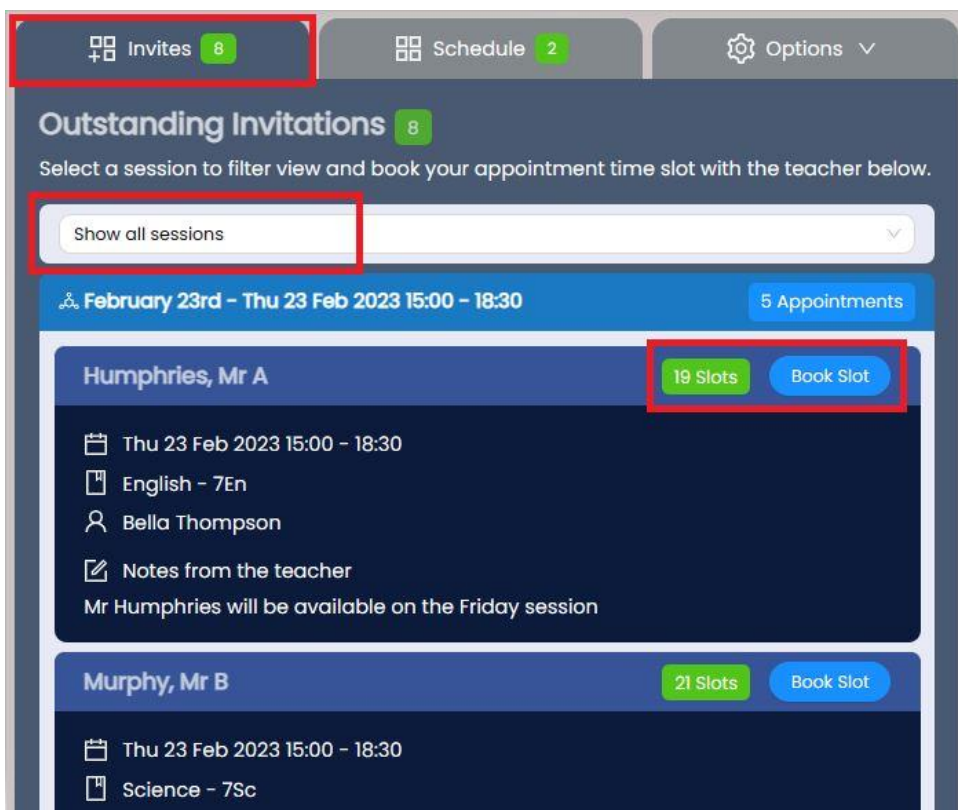 Invites 8 Schedule 2 Options
Outstanding Invitations 8
Select a session to filter view and book your appointment time slot with the teacher below.
Show all sessions
February 23rd - Thu 23 Feb 2023 15:00 - 18:30 5 Appointments
Humphries, Mr A 19 Slots Book Slot
Thu 23 Feb 2023 15:00 - 18:30
English - 7En
Bella Thompson
Notes from the teacher
Mr Humphries will be available on the Friday session
Murphy, Mr B 21 Slots Book Slot
Thu 23 Feb 2023 15:00 - 18:30
Science - 7Sc